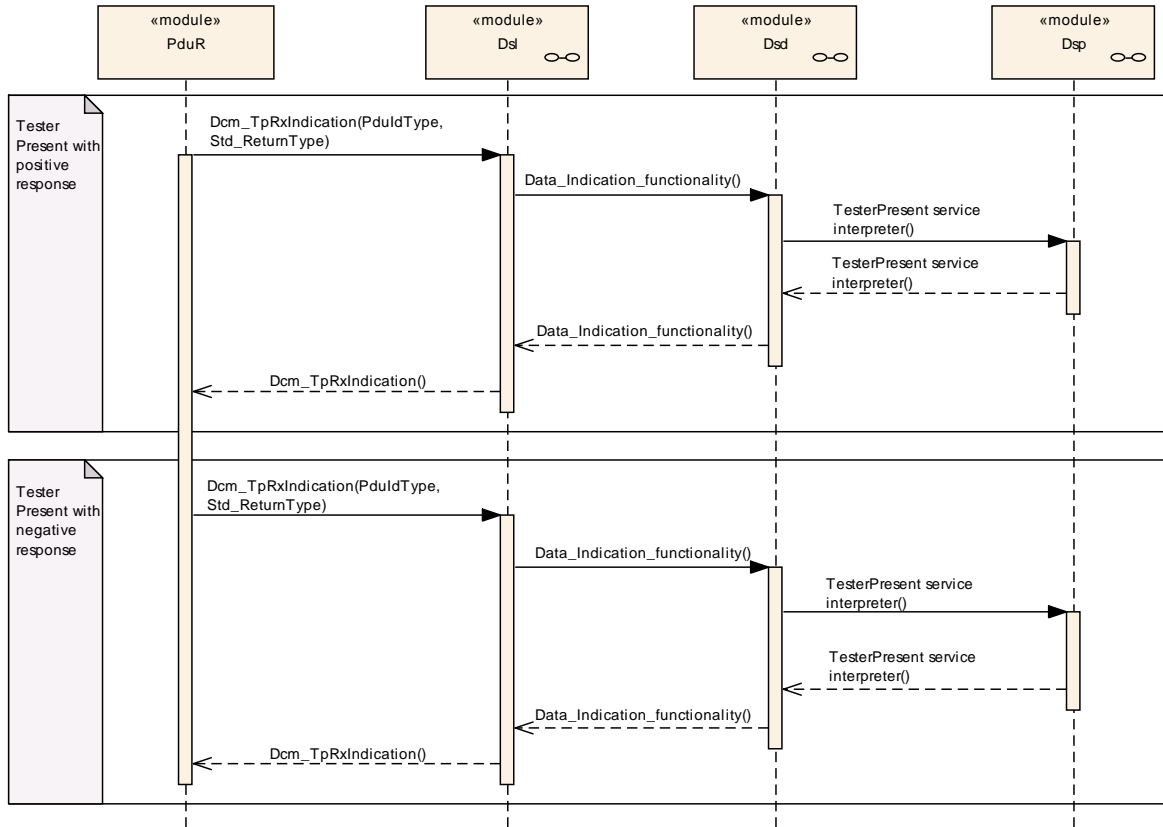 «module»
PduR
«module»
Dsl
«module»
Dsd
«module»
Dsp
Tester
Present with
positive
response
Dcm_TpRxIndication(PduIdType,
Std_ReturnType)
Data_Indication_functionality()
TesterPresent service
interpreter()
TesterPresent service
interpreter()
Data_Indication_functionality()
Dcm_TpRxIndication()
Tester
Present with
negative
response
Dcm_TpRxIndication(PduIdType,
Std_ReturnType)
Data_Indication_functionality()
TesterPresent service
interpreter()
TesterPresent service
interpreter()
Data_Indication_functionality()
Dcm_TpRxIndication()